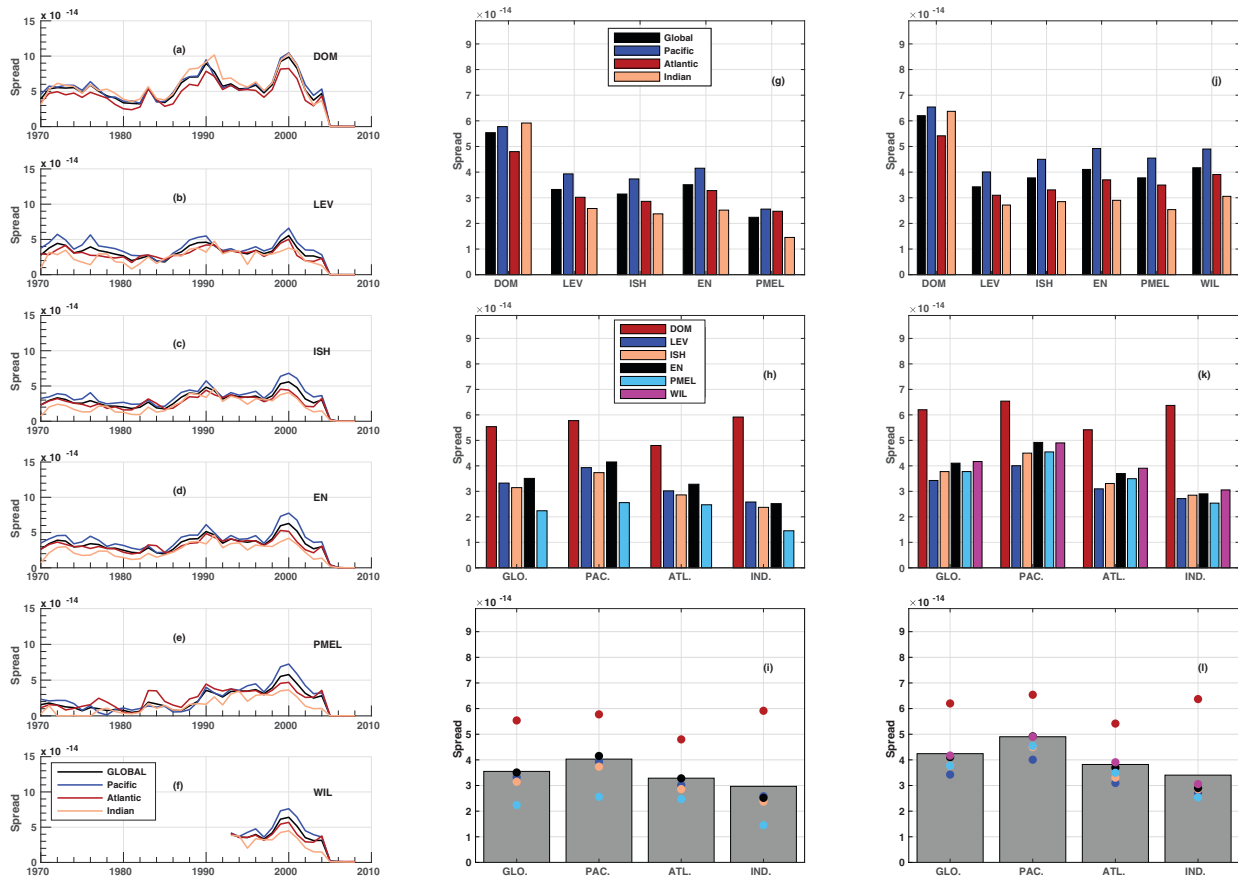 x 10 -14
15
10
5
0
Spread
(a)
DOM
1970
1980
1990
2000
2010
x 10 -14
15
10
5
0
Spread
(b)
LEV
1970
1980
1990
2000
2010
x 10 -14
15
10
5
0
Spread
(c)
ISH
1970
1980
1990
2000
2010
x 10 -14
15
10
5
0
Spread
(d)
EN
1970
1980
1990
2000
2010
x 10 -14
15
10
5
0
Spread
(e)
PMEL
1970
1980
1990
2000
2010
x 10 -14
15
10
5
0
Spread
GLOBAL
Pacific
Atlantic
Indian
(f)
WIL
1970
1980
1990
2000
2010
×10 -14
9
8
7
6
5
4
3
2
1
0
Spread
Global
Pacific
Atlantic
Indian
(g)
DOM
LEV
ISH
EN
PMEL
×10 -14
9
8
7
6
5
4
3
2
1
0
Spread
DOM
LEV
ISH
EN
PMEL
WIL
(h)
GLO.
PAC.
ATL.
IND.
×10 -14
9
8
7
6
5
4
3
2
1
0
Spread
(i)
GLO.
PAC.
ATL.
IND.
×10 -14
9
8
7
6
5
4
3
2
1
0
Spread
(j)
DOM
LEV
ISH
EN
PMEL
WIL
×10 -14
9
8
7
6
5
4
3
2
1
0
Spread
(k)
GLO.
PAC.
ATL.
IND.
×10 -14
9
8
7
6
5
4
3
2
1
0
Spread
(l)
GLO.
PAC.
ATL.
IND.